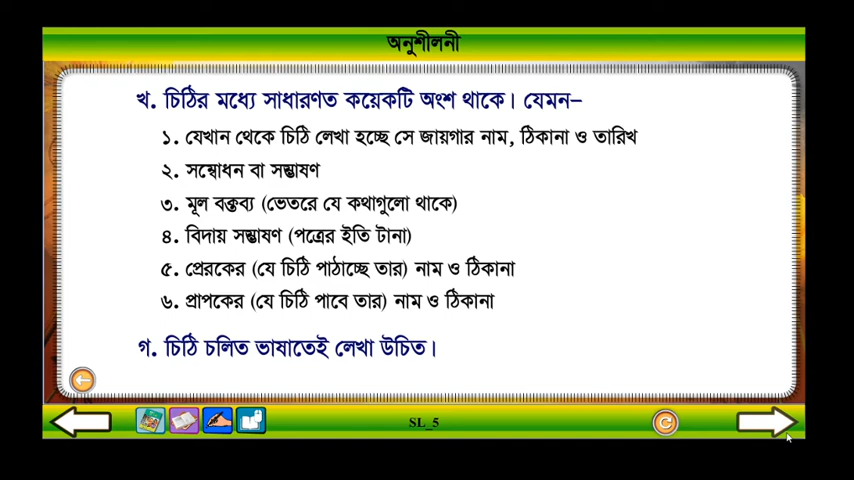 অনুশীলনী
খ. চিঠির মধ্যে সাধারণত কয়েকটি অংশ থাকে। যেমন–
১. যেখান থেকে চিঠি লেখা হচ্ছে সে জায়গার নাম, ঠিকানা ও তারিখ
২. সম্বোধন বা সম্ভাষণ
৩. মূল বক্তব্য (ভেতরে যে কথাগুলো থাকে)
৪. বিদায় সম্ভাষণ (পত্রের ইতি টানা)
৫. প্রেরকের (যে চিঠি পাঠাচ্ছে তার) নাম ও ঠিকানা
৬. প্রাপকের (যে চিঠি পাবে তার) নাম ও ঠিকানা
গ. চিঠি চলিত ভাষাতেই লেখা উচিত।
SL_5